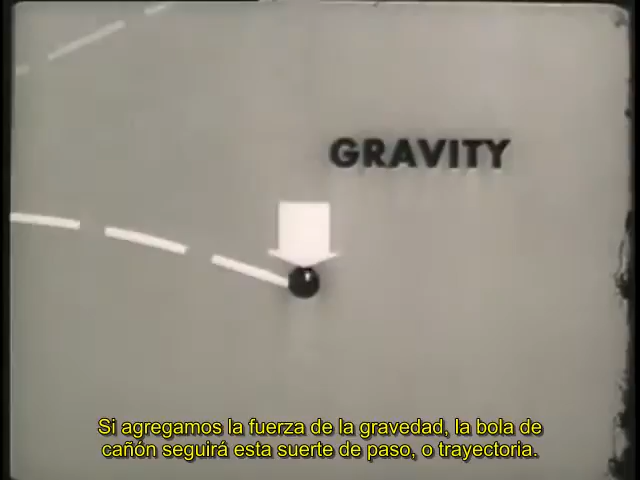 GRAVITY
Si agregamos la fuerza de la gravedad, la bola de
cañón seguirá esta suerte de paso, o trayectoria.